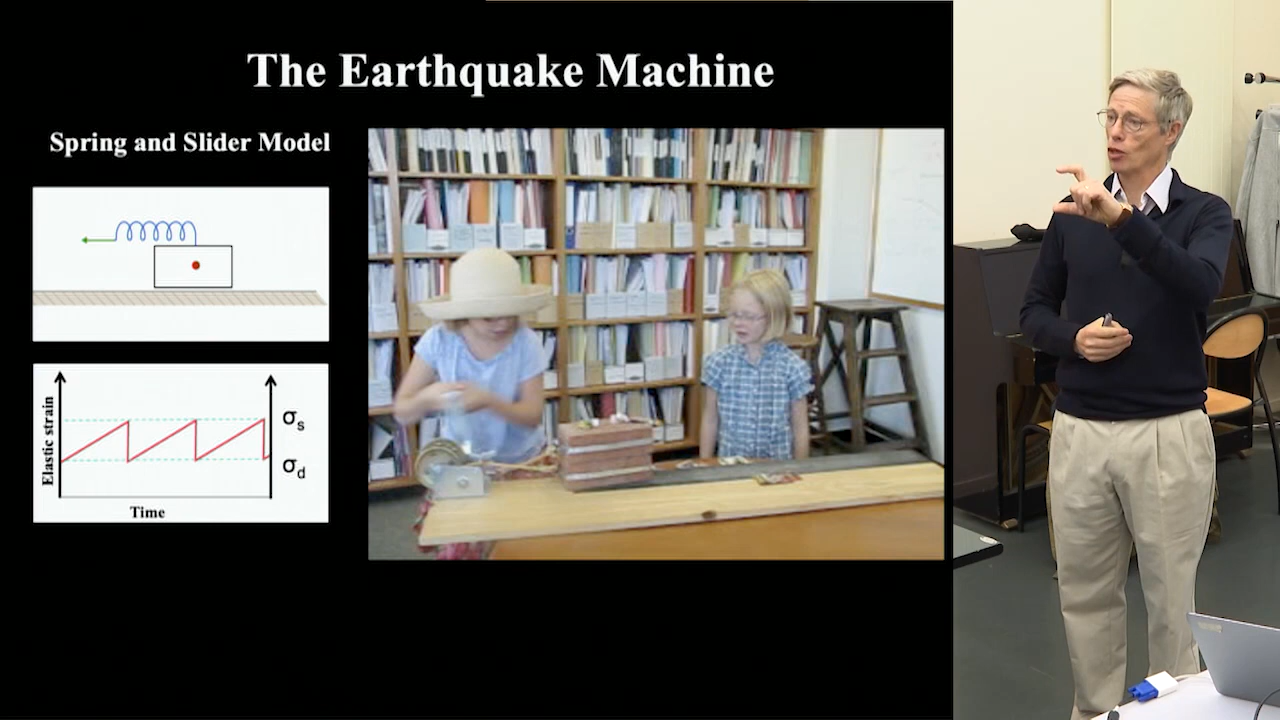 The Earthquake Machine
Spring and Slider Model
Elastic strain
σs
σd
Time